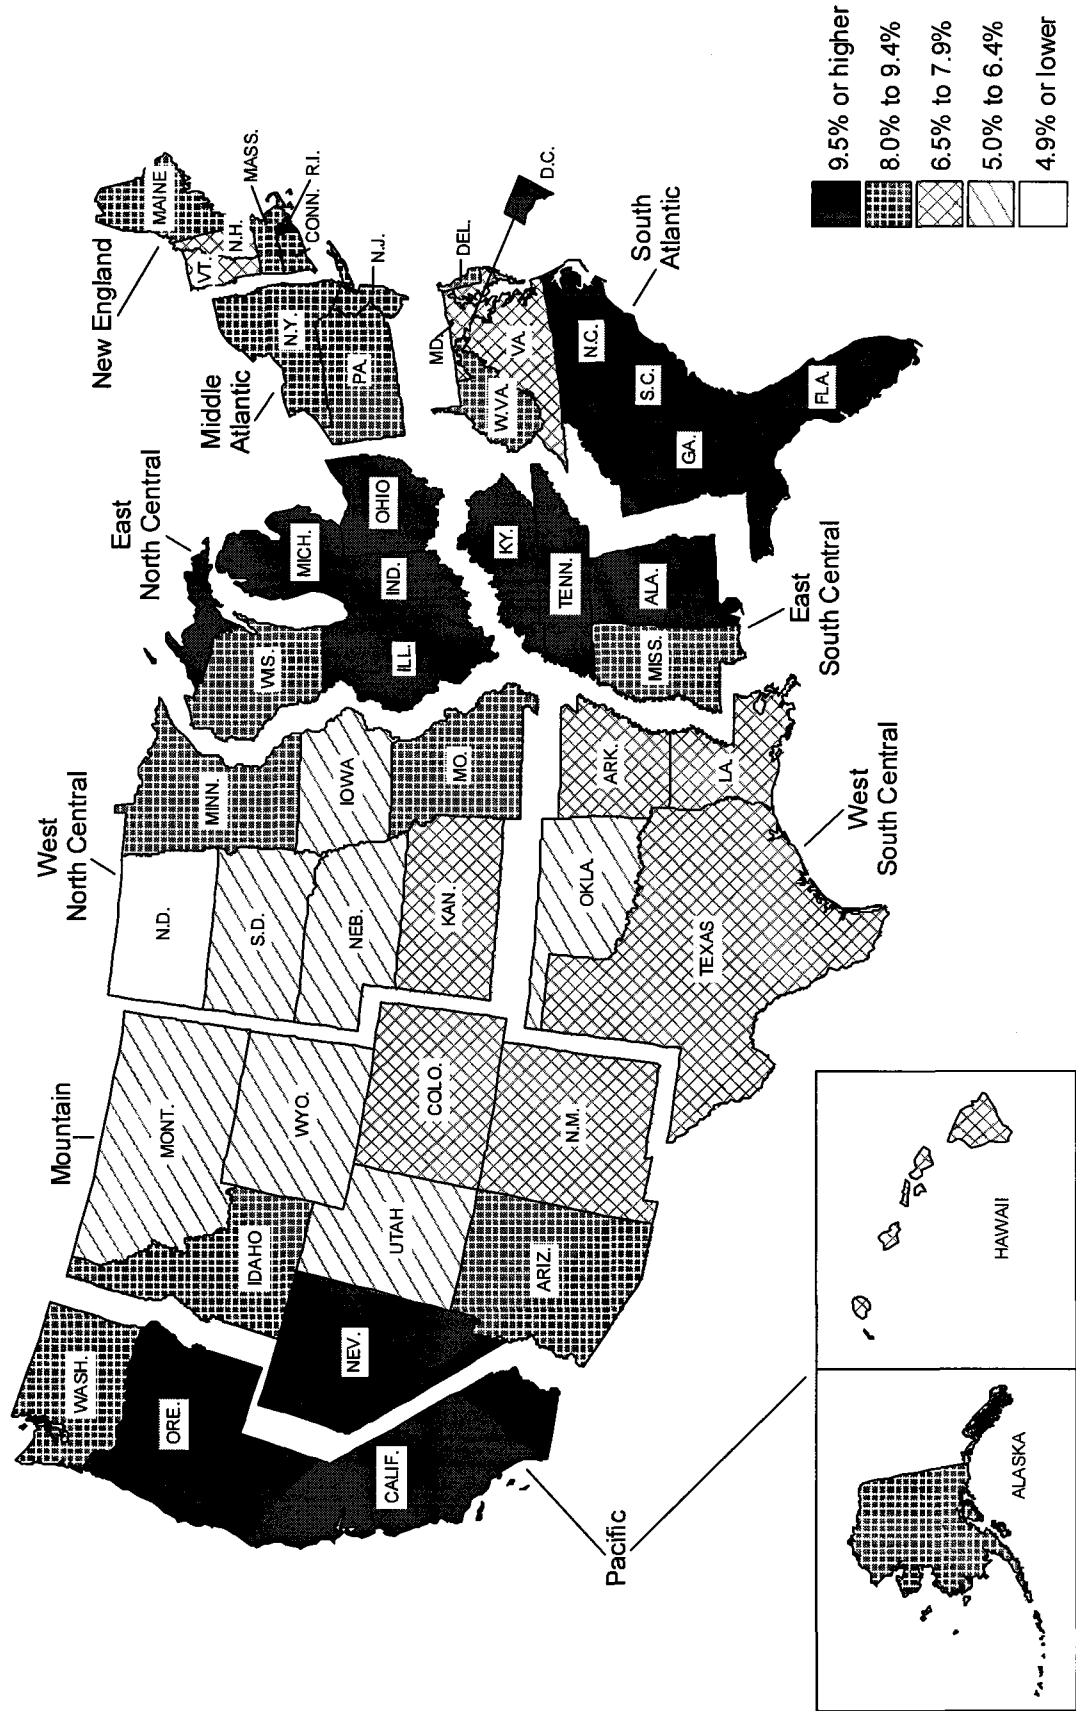 New England
MAINE
VT.
N.H.
MASS.
R.I.
CONN.
Middle
Atlantic
N.Y.
PA.
N.J.
East
North Central
WIS.
MICH.
ILL.
IND.
OHIO
West
North Central
N.D.
MINN.
S.D.
IOWA
NEB.
KAN.
MO.
Mountain
MONT.
IDAHO
WYO.
NEV.
UTAH
COLO.
ARIZ.
N.M.
WASH.
ORE.
CALIF.
Pacific
MD.
DEL.
D.C.
W.VA.
VA.
N.C.
S.C.
GA.
FLA.
South
Atlantic
KY.
TENN.
MISS.
ALA.
East
South Central
OKLA.
ARK.
TEXAS
LA.
West
South Central
ALASKA
HAWAII
9.5% or higher
8.0% to 9.4%
6.5% to 7.9%
5.0% to 6.4%
4.9% or lower